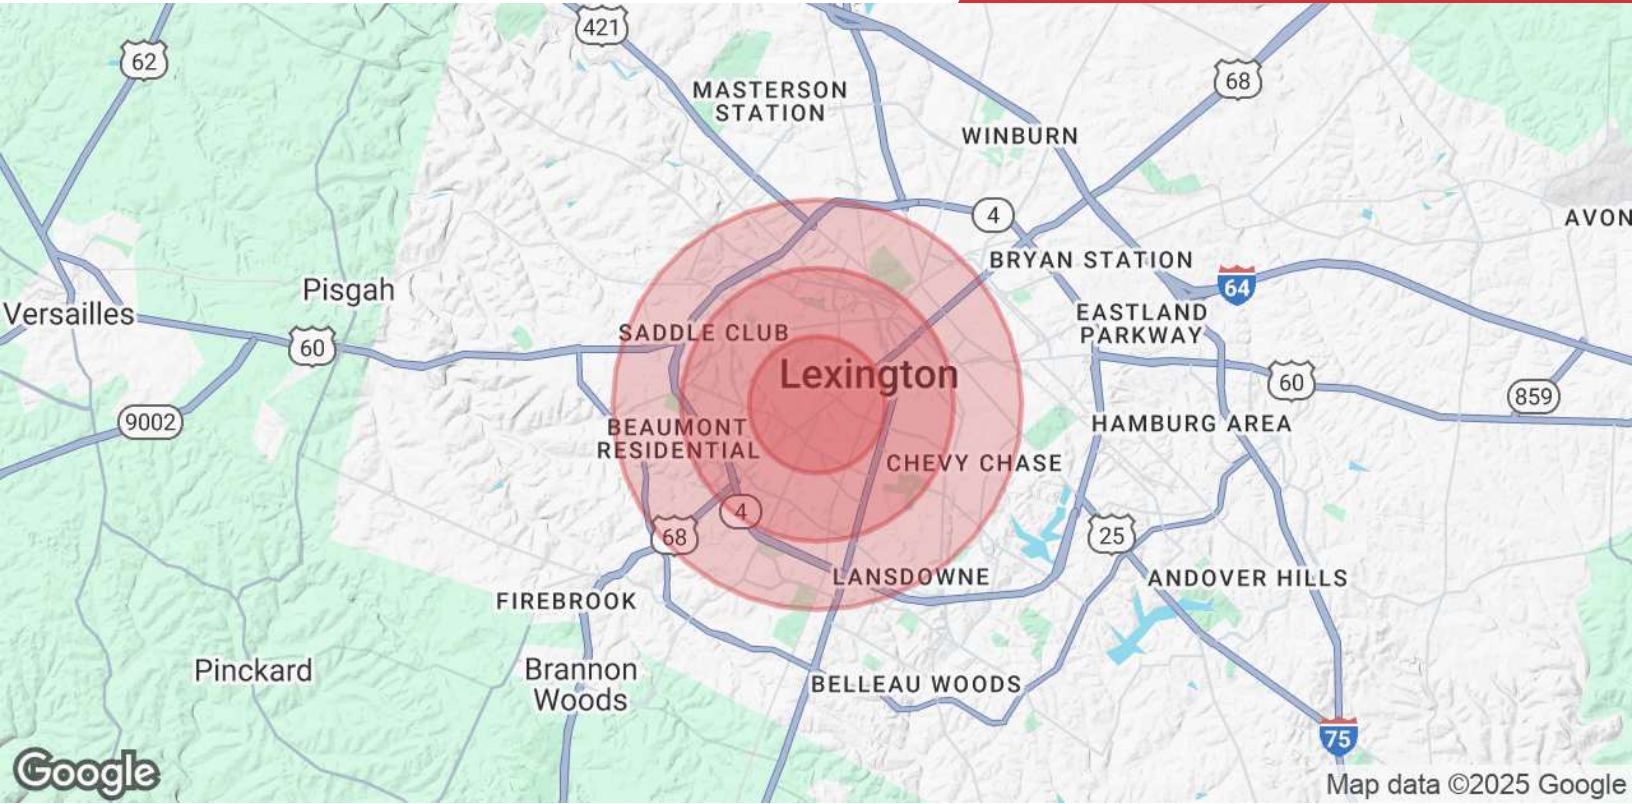 421
62
68
MASTERSON
STATION
WINBURN
4
AVON
BRYAN STATION
Pisgah
64
Versailles
EASTLAND
PARKWAY
SADDLE CLUB
60
Lexington
60
859
9002
BEAUMONT
RESIDENTIAL
HAMBURG AREA
CHEVY CHASE
4
68
25
LANSDOWNE
ANDOVER HILLS
FIREBROOK
Pinckard
Brannon
Woods
BELLEAU WOODS
75
Google
Map data ©2025 Google